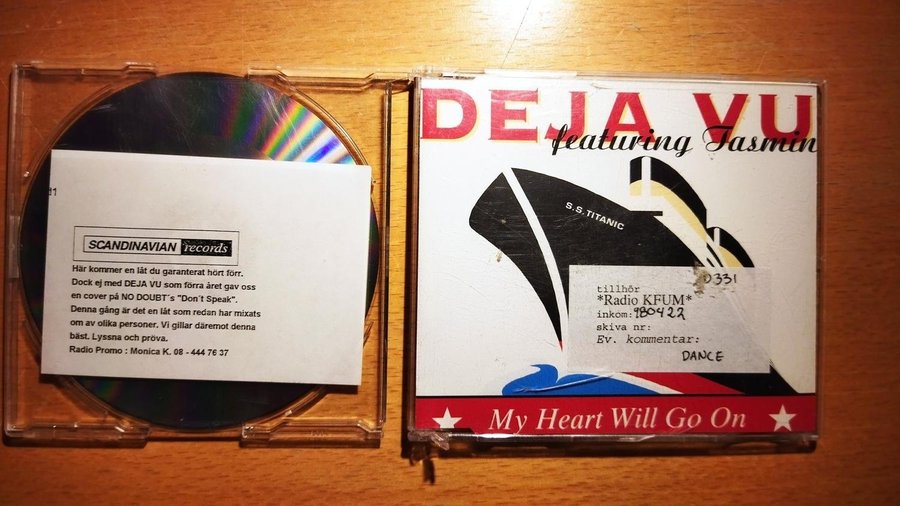 SCANDINAVIAN records
Här kommer en låt du garanterat hört förr.
Dock ej med DEJA VU som förra året gav oss
en cover på NO DOUBT´s "Don´t Speak".
Denna gång är det en låt som redan har mixats
om av olika personer. Vi gillar däremot denna
bäst. Lyssna och pröva.
Radio Promo : Monica K. 08 - 444 76 37
DEJA VU
featuring Tasmin
S.S. TITANIC
0331
tillhör
*Radio KFUM*
inkom: 980422
skiva nr:
Ev. kommentar:
DANCE
My Heart Will Go On